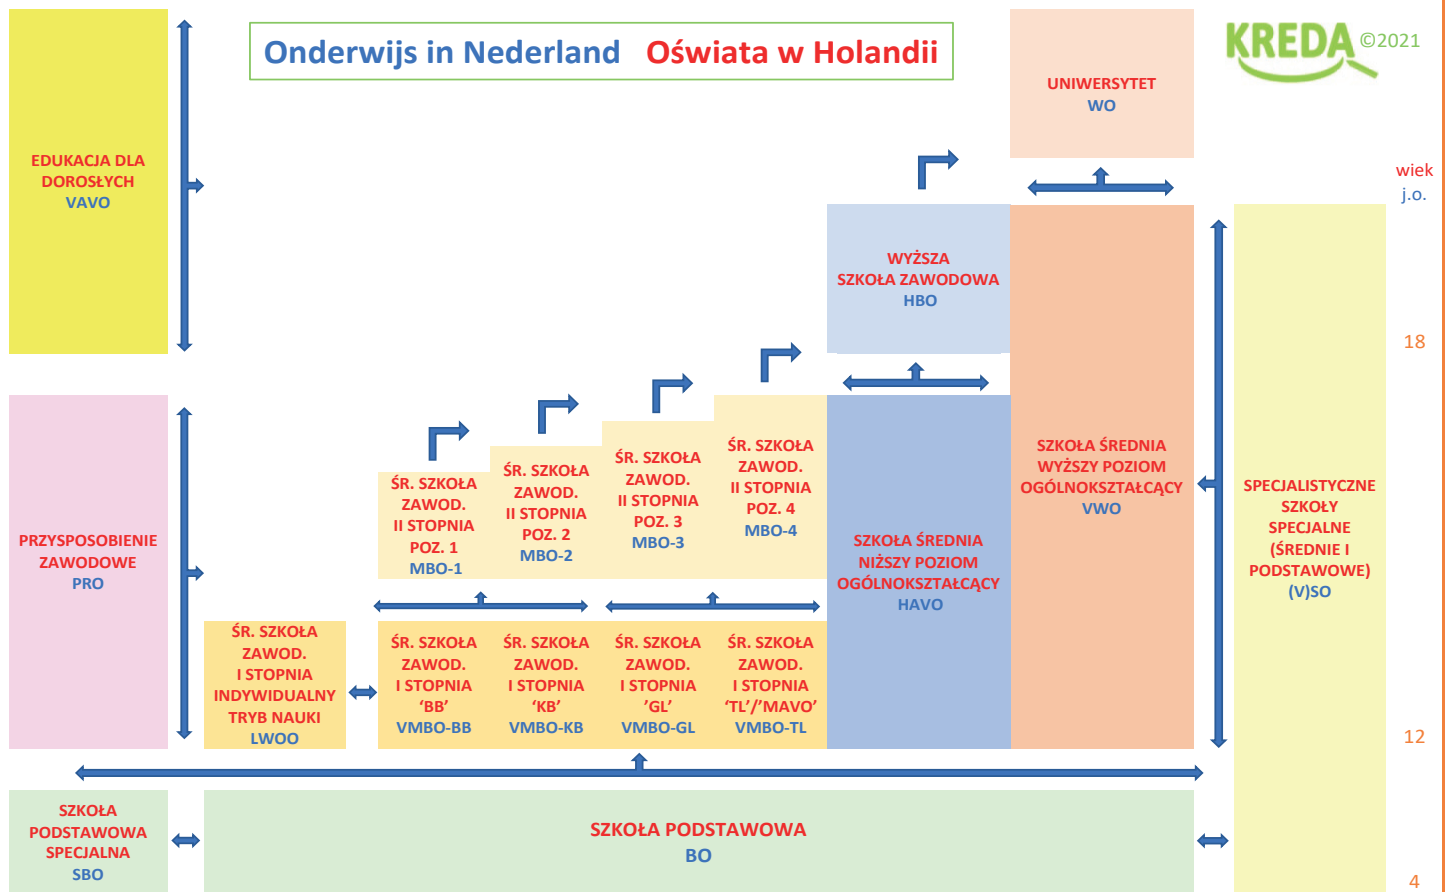 Onderwijs in Nederland Oświata w Holandii
KREDA ©2021
UNIWERSYTET
WO
EDUKACJA DLA
DOROSŁYCH
VAVO
wiek
j.o.
WYŻSZA
SZKOŁA ZAWODOWA
HBO
18
PRZYSPOSOBIENIE
ZAWODOWE
PRO
ŚR. SZKOŁA
ZAWOD.
II STOPNIA
POZ. 1
MBO-1
ŚR. SZKOŁA
ZAWOD.
II STOPNIA
POZ. 2
MBO-2
ŚR. SZKOŁA
ZAWOD.
II STOPNIA
POZ. 3
MBO-3
ŚR. SZKOŁA
ZAWOD.
II STOPNIA
POZ. 4
MBO-4
SZKOŁA ŚREDNIA
NIŻSZY POZIOM
OGÓLNOKSZTAŁCĄCY
HAVO
SZKOŁA ŚREDNIA
WYŻSZY POZIOM
OGÓLNOKSZTAŁCĄCY
VWO
SPECJALISTYCZNE
SZKOŁY
SPECJALNE
(ŚREDNIE I
PODSTAWOWE)
(V)SO
ŚR. SZKOŁA
ZAWOD.
I STOPNIA
INDYWIDUALNY
TRYB NAUKI
LWOO
ŚR. SZKOŁA
ZAWOD.
I STOPNIA
‘BB’
VMBO-BB
ŚR. SZKOŁA
ZAWOD.
I STOPNIA
‘KB’
VMBO-KB
ŚR. SZKOŁA
ZAWOD.
I STOPNIA
’GL’
VMBO-GL
ŚR. SZKOŁA
ZAWOD.
I STOPNIA
‘TL’/’MAVO’
VMBO-TL
12
SZKOŁA
PODSTAWOWA
SPECJALNA
SBO
SZKOŁA PODSTAWOWA
BO
4